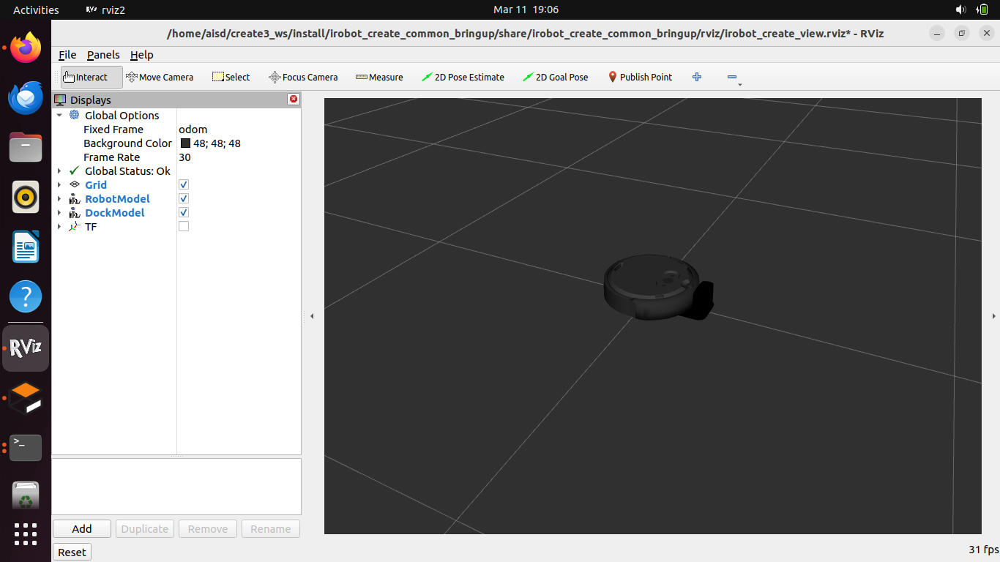 Activities RViz rviz2 Mar 11 19:06
/home/aisd/create3_ws/install/irobot_create_common_bringup/share/irobot_create_common_bringup/rviz/irobot_create_view.rviz* - RViz
File Panels Help
Interact Move Camera Select Focus Camera Measure 2D Pose Estimate 2D Goal Pose Publish Point
Displays
Global Options
Fixed Frame odom
Background Color 48; 48; 48
Frame Rate 30
Global Status: Ok
Grid
RobotModel
DockModel
TF
RViz
>_
Add Duplicate Remove Rename
Reset 31 fps